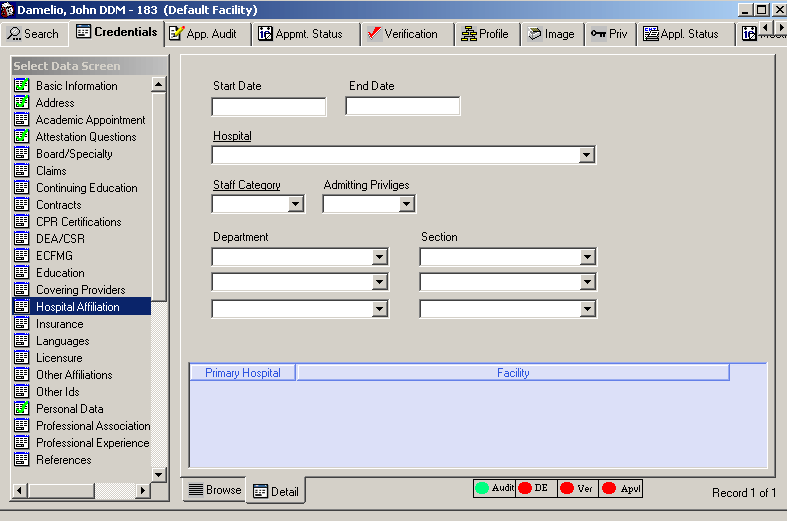 Damelio, John DDM - 183 (Default Facility)
Search Credentials App. Audit Appmt. Status Verification Profile Image Priv Appl. Status
Select Data Screen
Basic Information
Address
Academic Appointment
Attestation Questions
Board/Specialty
Claims
Continuing Education
Contracts
CPR Certifications
DEA/CSR
ECFMG
Education
Covering Providers
Hospital Affiliation
Insurance
Languages
Licensure
Other Affiliations
Other Ids
Personal Data
Professional Association
Professional Experience
References
Start Date End Date
Hospital
Staff Category Admitting Privliges
Department Section
Primary Hospital Facility
Browse Detail
Audit DE Ver Apvl
Record 1 of 1